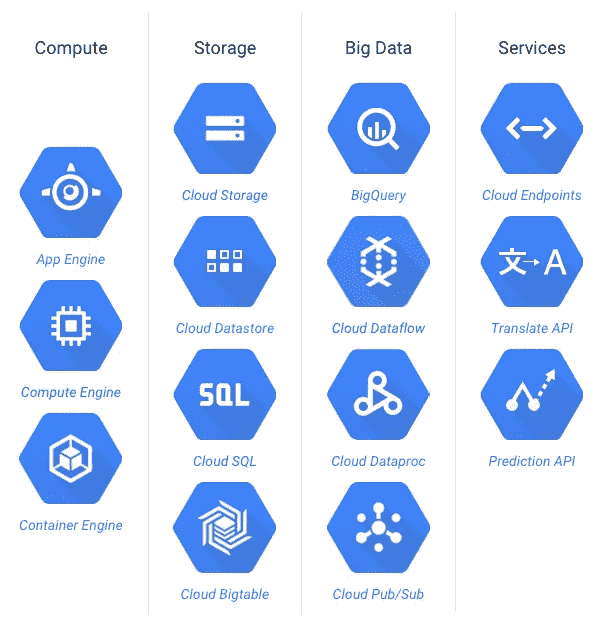 Compute
App Engine
Compute Engine
Container Engine
Storage
Cloud Storage
Cloud Datastore
SQL
Cloud SQL
Cloud Bigtable
Big Data
BigQuery
Cloud Dataflow
Cloud Dataproc
Cloud Pub/Sub
Services
Cloud Endpoints
文→A
Translate API
Prediction API